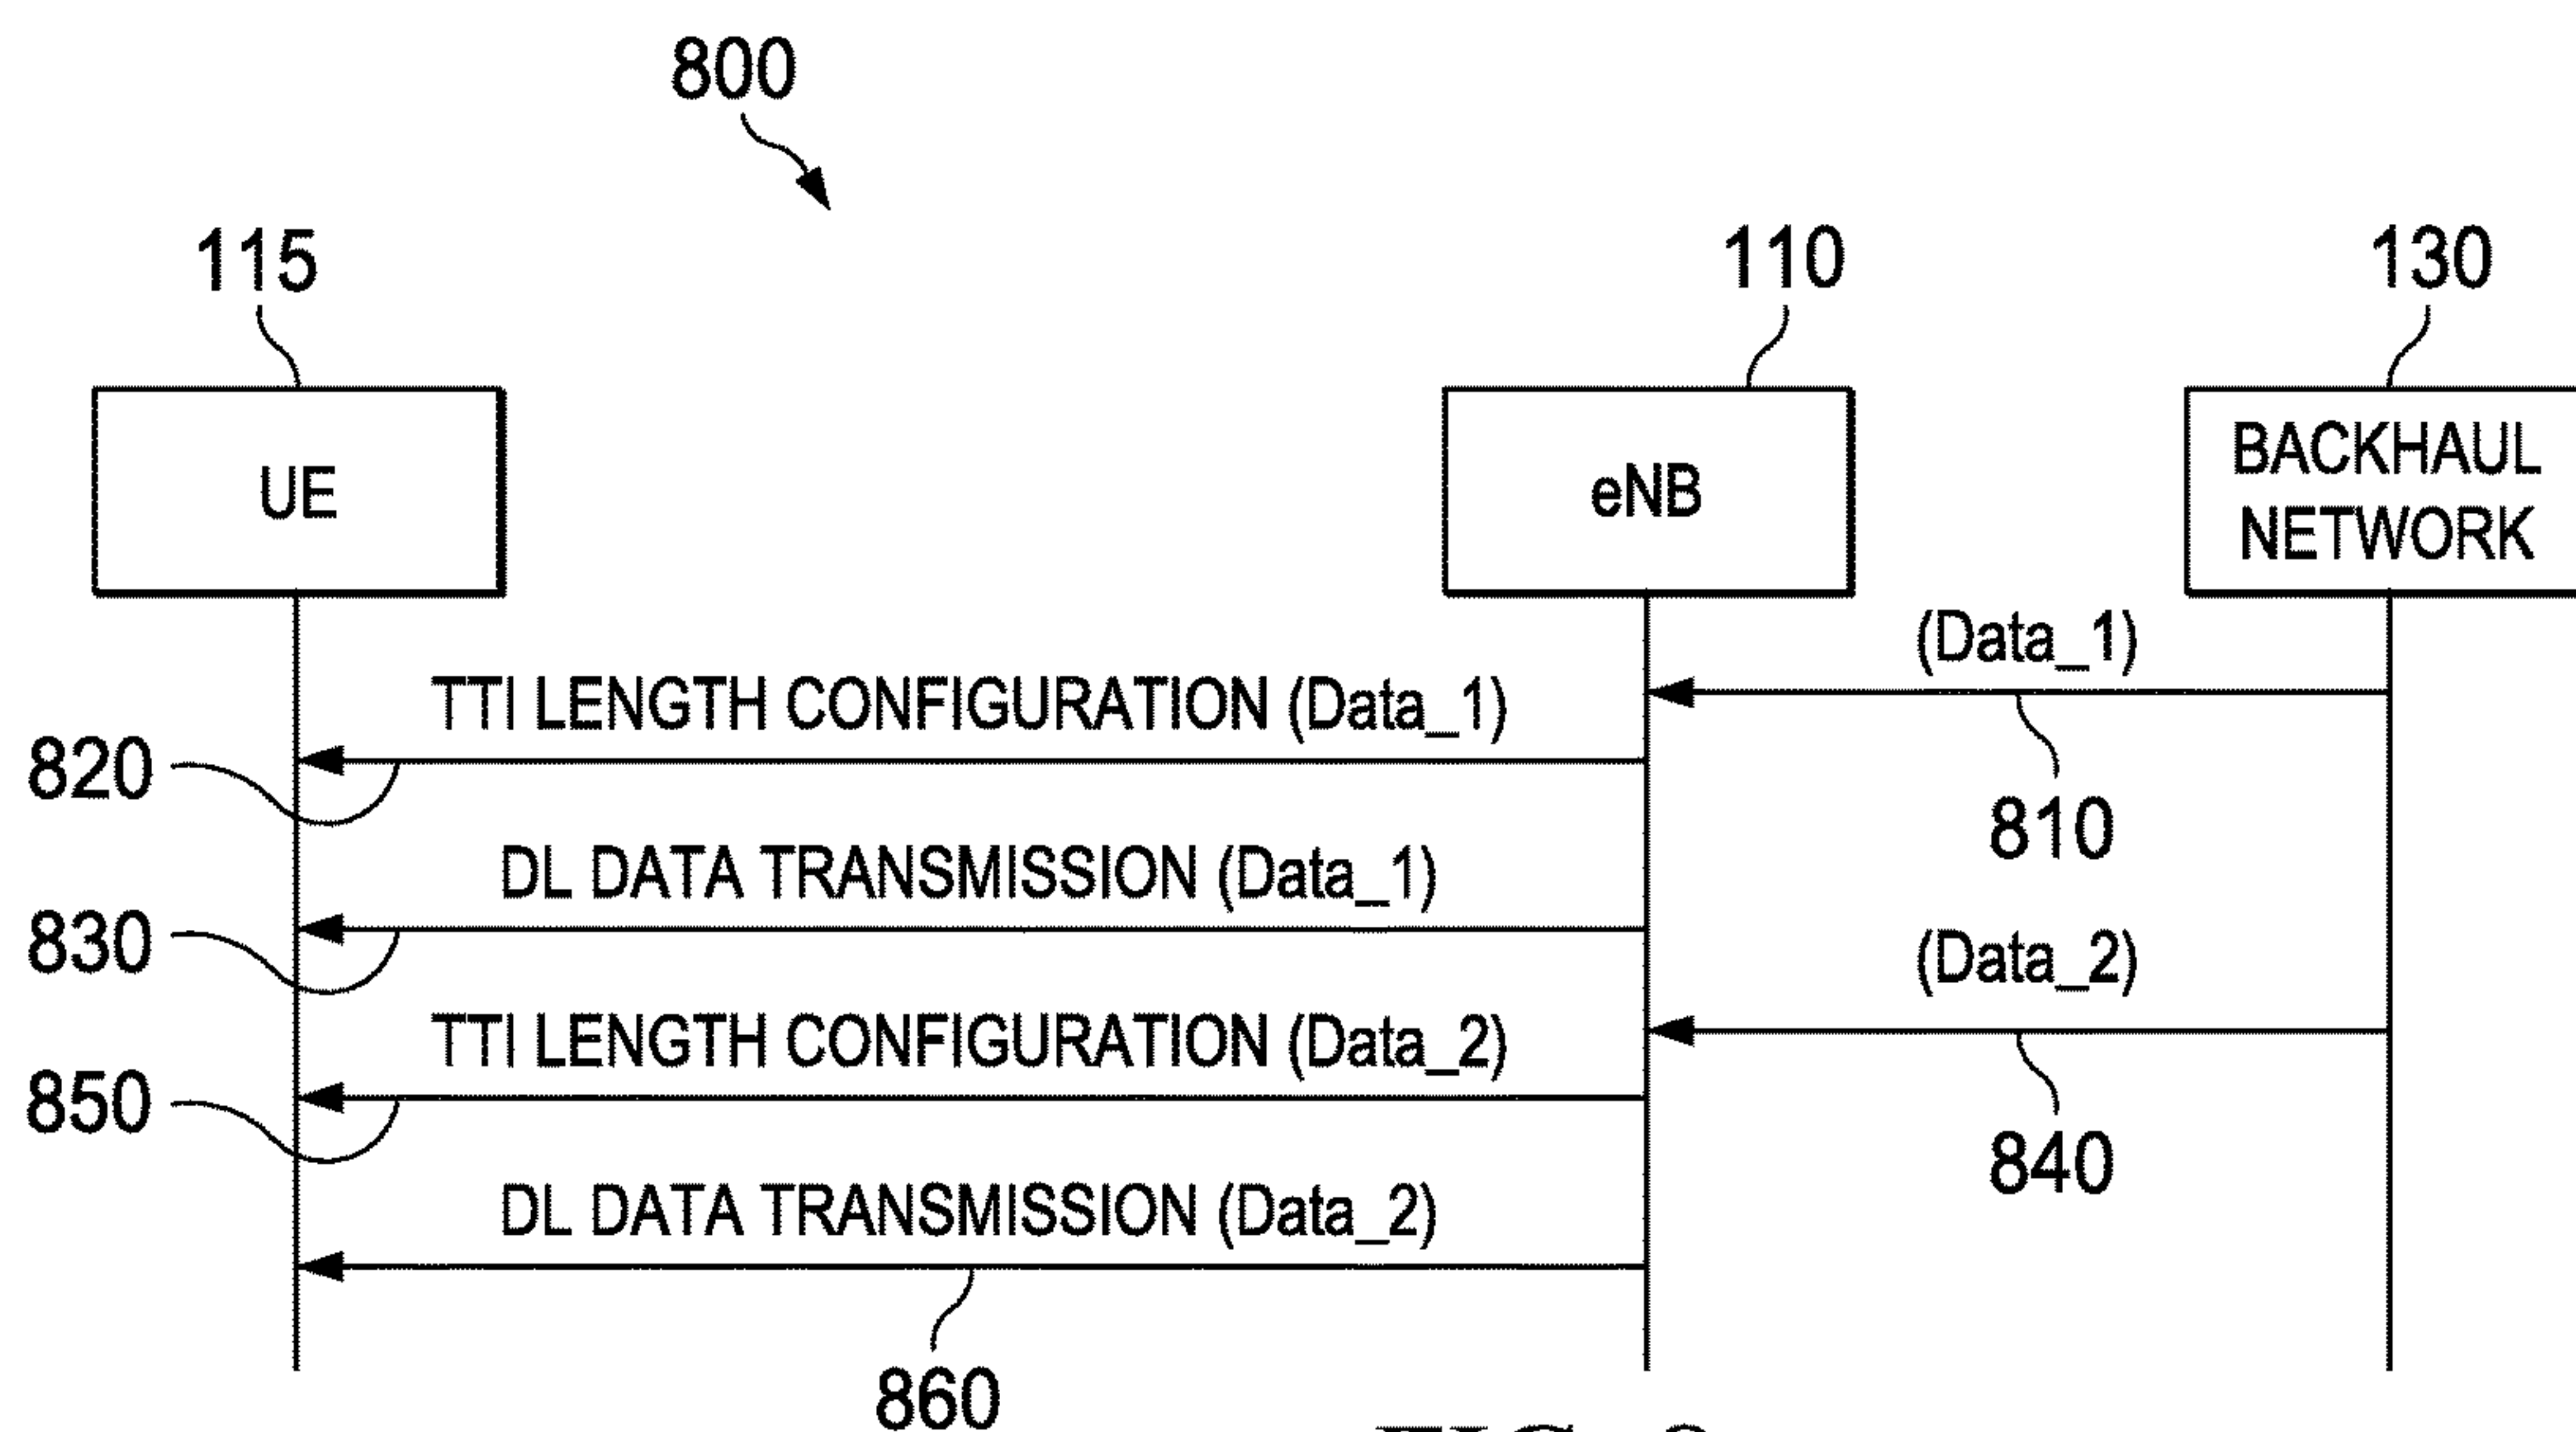 800
115
110
130
UE
eNB
BACKHAUL
NETWORK
(Data_1)
TTI LENGTH CONFIGURATION (Data_1)
820
810
DL DATA TRANSMISSION (Data_1)
830
(Data_2)
TTI LENGTH CONFIGURATION (Data_2)
850
840
DL DATA TRANSMISSION (Data_2)
860